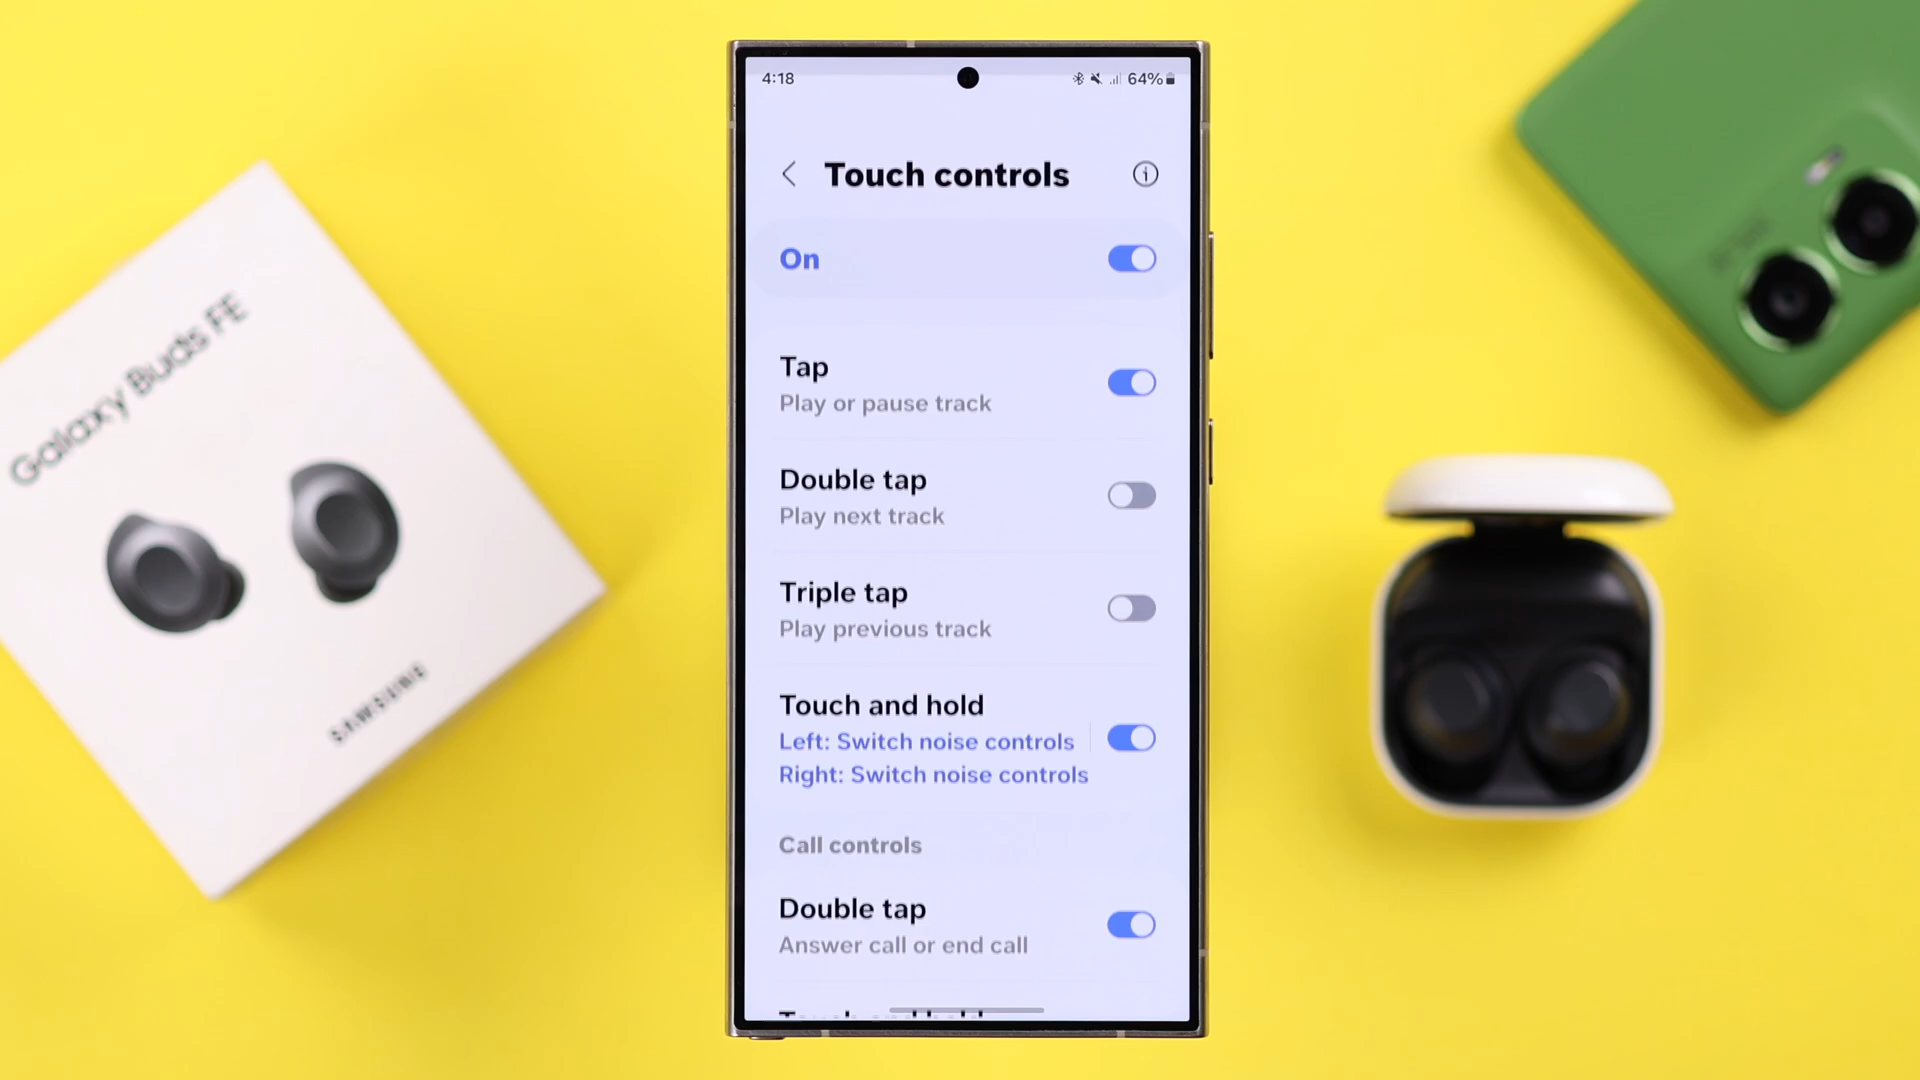 Galaxy Buds FE
SAMSUNG
4:18
64%
Touch controls
On
Tap
Play or pause track
Double tap
Play next track
Triple tap
Play previous track
Touch and hold
Left: Switch noise controls
Right: Switch noise controls
Call controls
Double tap
Answer call or end call